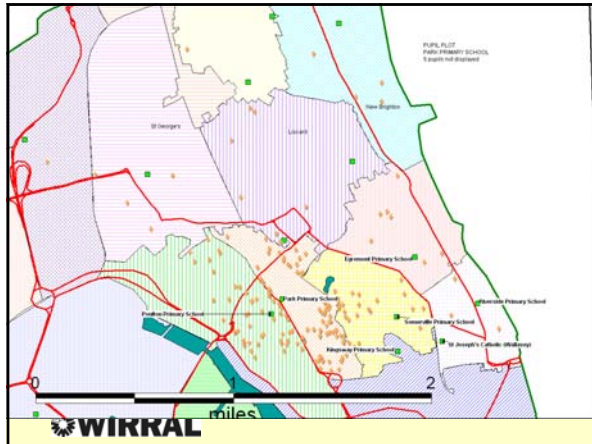 PUPIL PLOT
PARK PRIMARY SCHOOL
5 pupils not displayed
New Brighton
St Georges
Liscard
Egremont Primary School
Park Primary School
Riverside Primary School
Poulton Primary School
Somerville Primary School
St Joseph's Catholic (Wallasey)
Kingsway Primary School
0 1 2
miles
WIRRAL